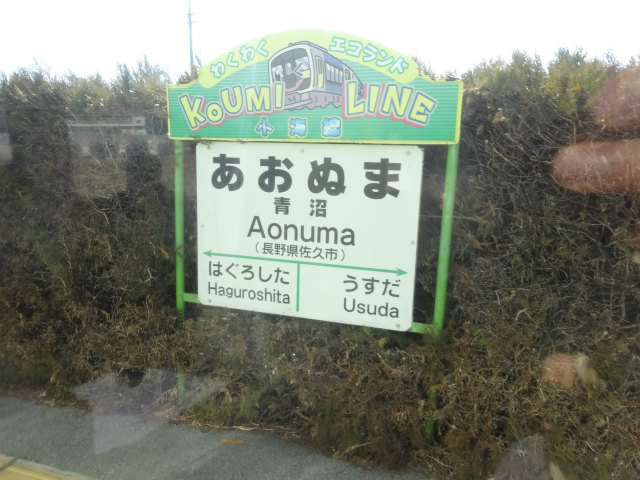 わくわく エコランド
KOUMI LINE
小海線
あおぬま
青沼
Aonuma
（長野県佐久市）
はぐろした うすだ
Haguroshita Usuda